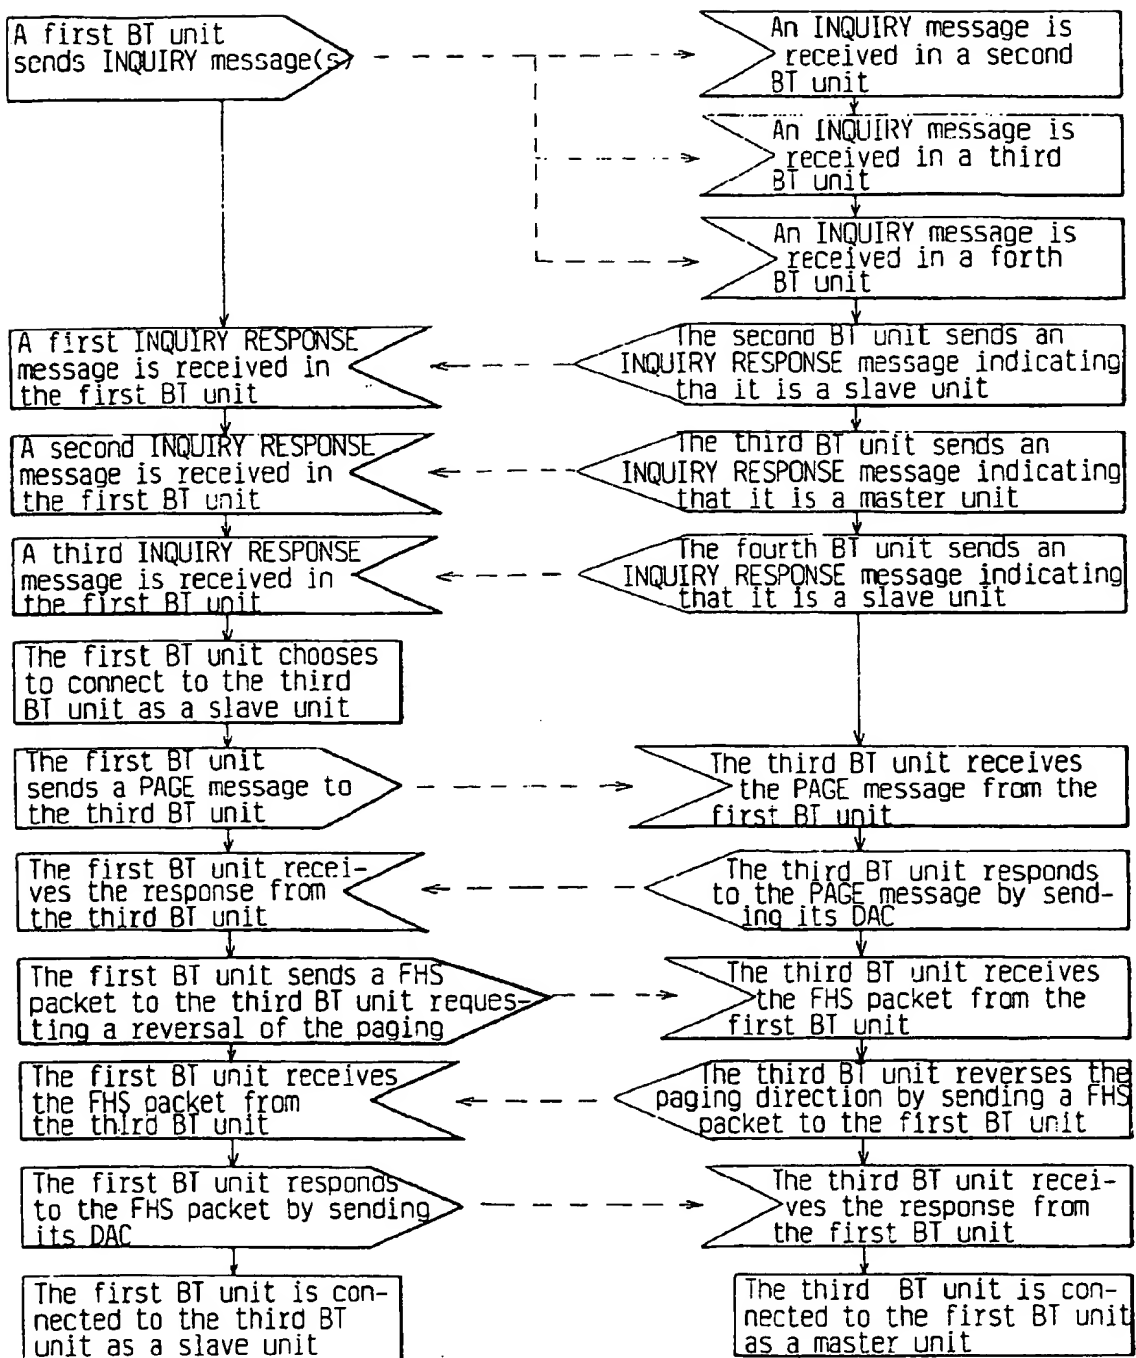 A first BT unit
sends INQUIRY message(s)
An INQUIRY message is
received in a second
BT unit
An INQUIRY message is
received in a third
BT unit
An INQUIRY message is
received in a forth
BT unit
A first INQUIRY RESPONSE
message is received in
the first BT unit
The second BT unit sends an
INQUIRY RESPONSE message indicating
tha it is a slave unit
A second INQUIRY RESPONSE
message is received in
the first BT unit
The third BT unit sends an
INQUIRY RESPONSE message indicating
that it is a master unit
A third INQUIRY RESPONSE
message is received in
the first BT unit
The fourth BT unit sends an
INQUIRY RESPONSE message indicating
that it is a slave unit
The first BT unit chooses
to connect to the third
BT unit as a slave unit
The first BT unit
sends a PAGE message to
the third BT unit
The third BT unit receives
the PAGE message from the
first BT unit
The first BT unit recei-
ves the response from
the third BT unit
The third BT unit responds
to the PAGE message by send-
ing its DAC
The first BT unit sends a FHS
packet to the third BT unit reques-
ting a reversal of the paging
The third BT unit receives
the FHS packet from the
first BT unit
The first BT unit receives
the FHS packet from
the third BT unit
The third BT unit reverses the
paging direction by sending a FHS
packet to the first BT unit
The first BT unit responds
to the FHS packet by sending
its DAC
The third BT unit recei-
ves the response from
the first BT unit
The first BT unit is con-
nected to the third BT
unit as a slave unit
The third BT unit is con-
nected to the first BT unit
as a master unit